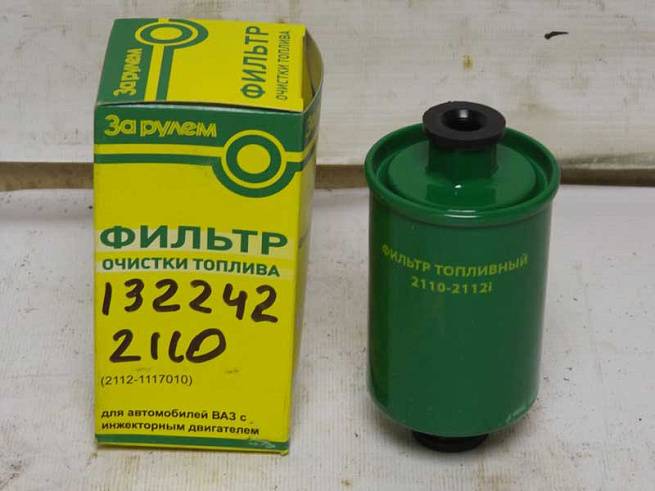 За рулем
ФИЛЬТР
ОЧИСТКИ ТОПЛИВА
За рулем
ФИЛЬТР
ОЧИСТКИ ТОПЛИВА
132242
2110
(2112-1117010)
для автомобилей ВАЗ с
инжекторным двигателем
ФИЛЬТР ТОПЛИВНЫЙ
2110-2112i